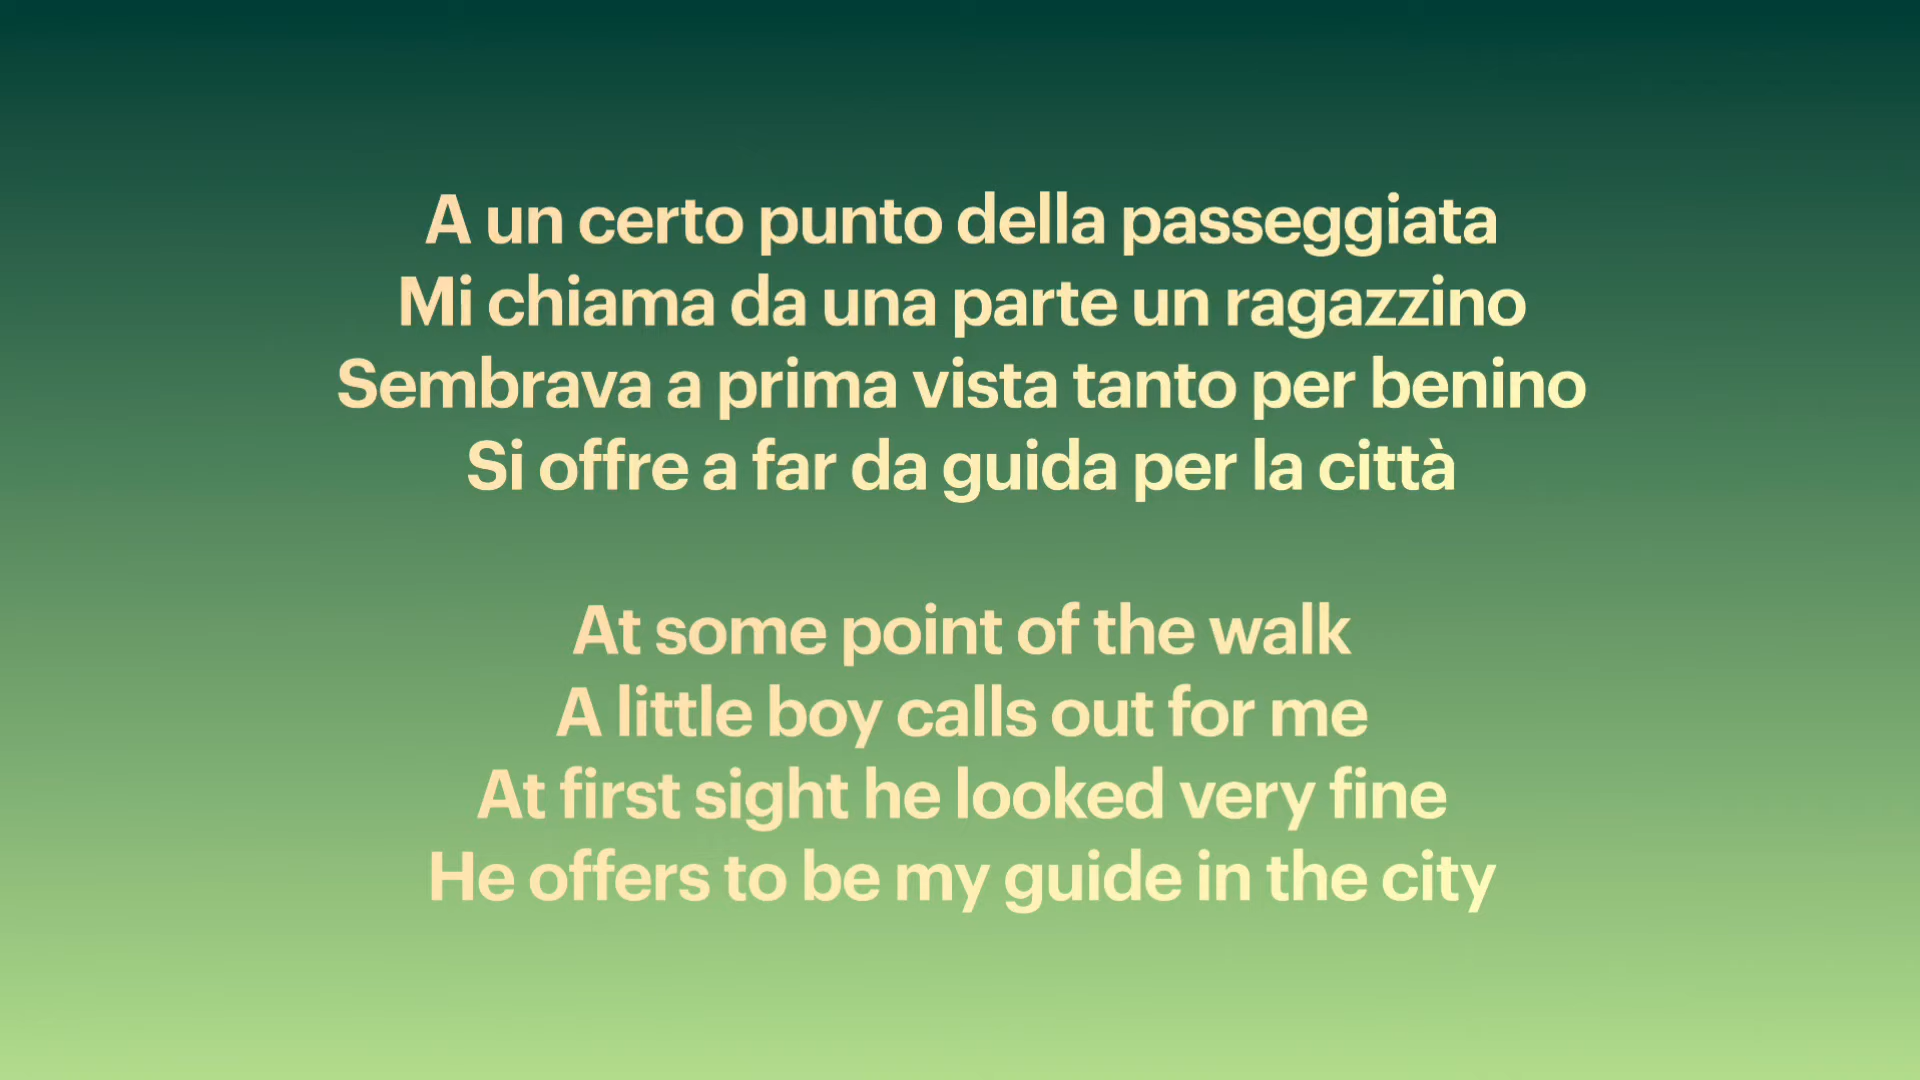 A un certo punto della passeggiata
Mi chiama da una parte un ragazzino
Sembrava a prima vista tanto per benino
Si offre a far da guida per la città
At some point of the walk
A little boy calls out for me
At first sight he looked very fine
He offers to be my guide in the city